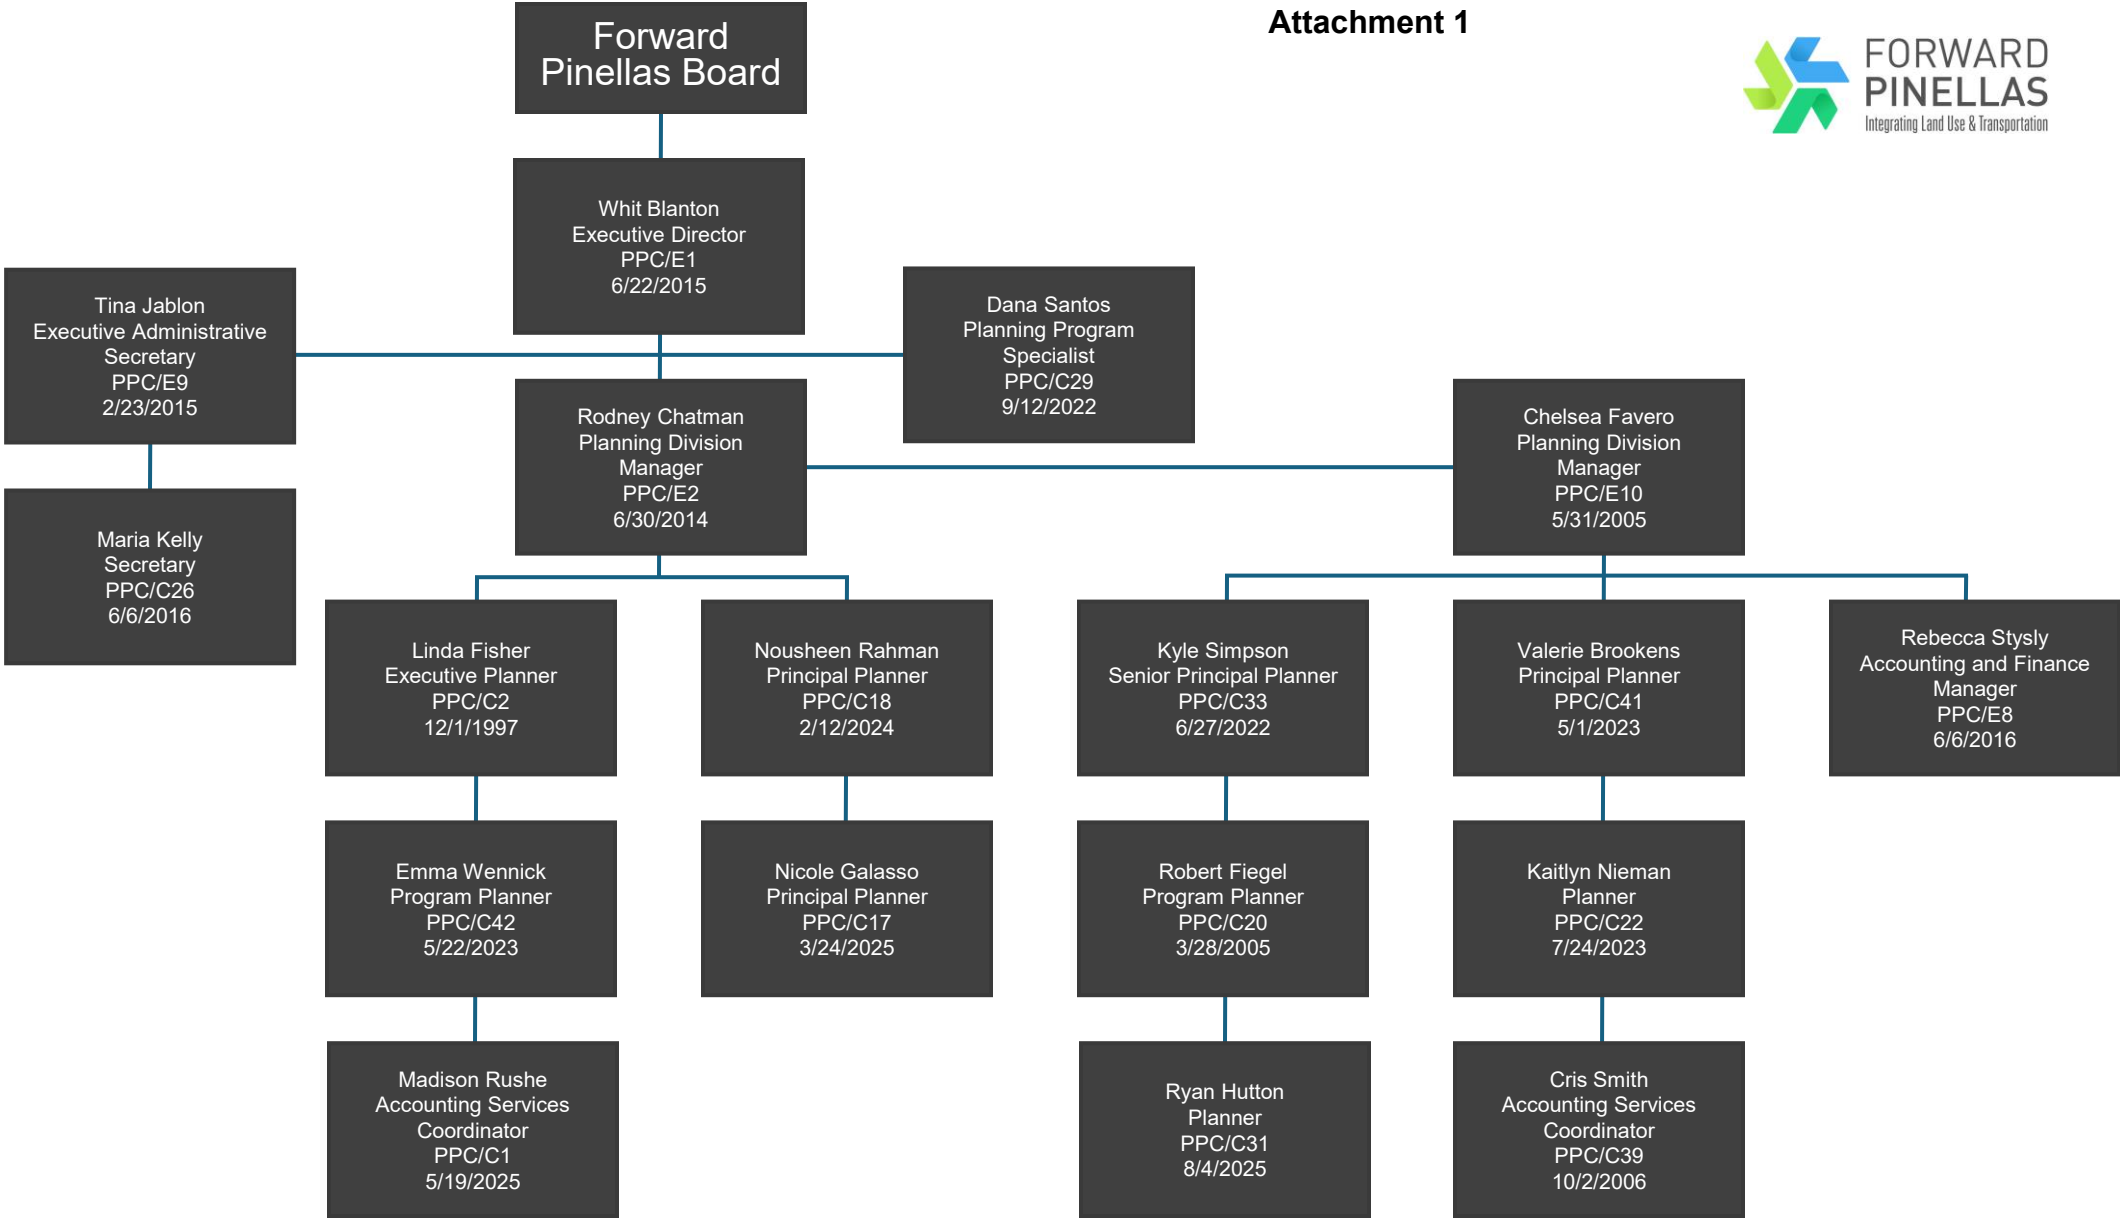 Attachment 1
FORWARD
PINELLAS
Integrating Land Use & Transportation
Forward
Pinellas Board
Whit Blanton
Executive Director
PPC/E1
6/22/2015
Tina Jablon
Executive Administrative
Secretary
PPC/E9
2/23/2015
Dana Santos
Planning Program
Specialist
PPC/C29
9/12/2022
Rodney Chatman
Planning Division
Manager
PPC/E2
6/30/2014
Chelsea Favero
Planning Division
Manager
PPC/E10
5/31/2005
Maria Kelly
Secretary
PPC/C26
6/6/2016
Linda Fisher
Executive Planner
PPC/C2
12/1/1997
Nousheen Rahman
Principal Planner
PPC/C18
2/12/2024
Kyle Simpson
Senior Principal Planner
PPC/C33
6/27/2022
Valerie Brookens
Principal Planner
PPC/C41
5/1/2023
Rebecca Stysly
Accounting and Finance
Manager
PPC/E8
6/6/2016
Emma Wennick
Program Planner
PPC/C42
5/22/2023
Nicole Galasso
Principal Planner
PPC/C17
3/24/2025
Robert Fiegel
Program Planner
PPC/C20
3/28/2005
Kaitlyn Nieman
Planner
PPC/C22
7/24/2023
Madison Rushe
Accounting Services
Coordinator
PPC/C1
5/19/2025
Ryan Hutton
Planner
PPC/C31
8/4/2025
Cris Smith
Accounting Services
Coordinator
PPC/C39
10/2/2006